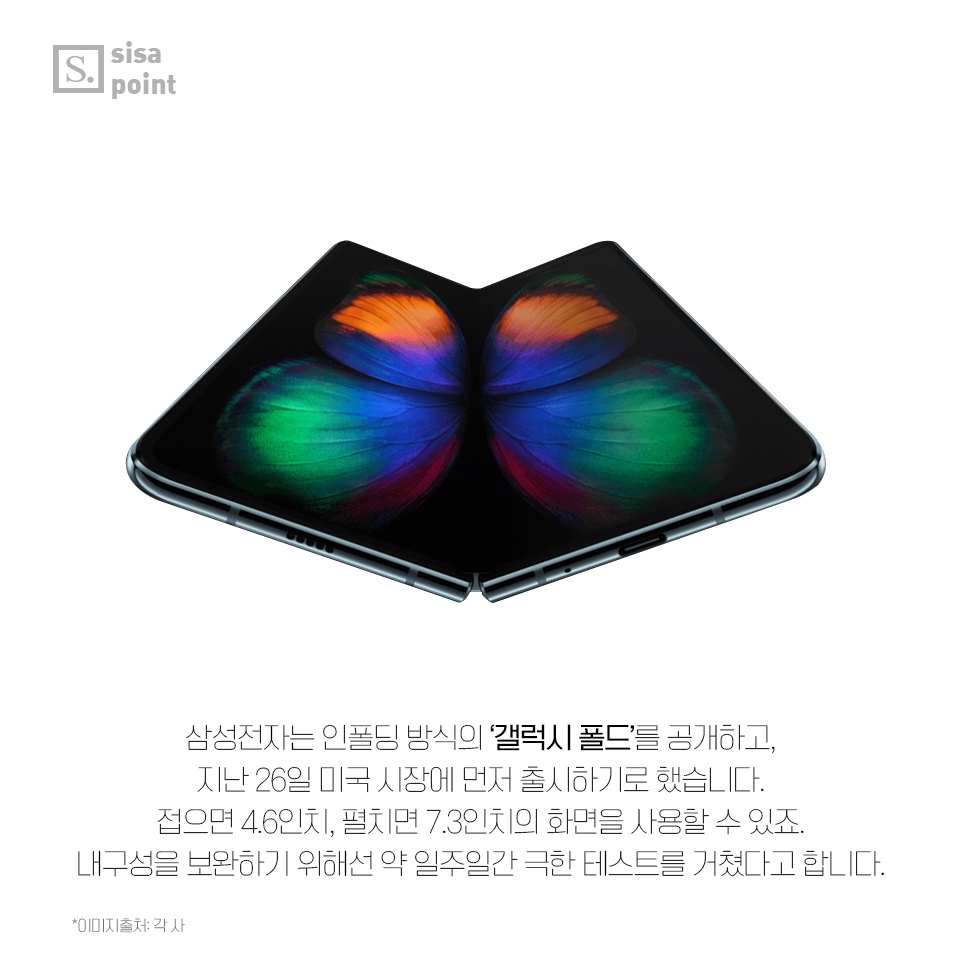 S. sisa
point
삼성전자는 인폴딩 방식의 ‘갤럭시 폴드’를 공개하고,
지난 26일 미국 시장에 먼저 출시하기로 했습니다.
접으면 4.6인치, 펼치면 7.3인치의 화면을 사용할 수 있죠.
내구성을 보완하기 위해선 약 일주일간 극한 테스트를 거쳤다고 합니다.
*이미지출처: 각 사